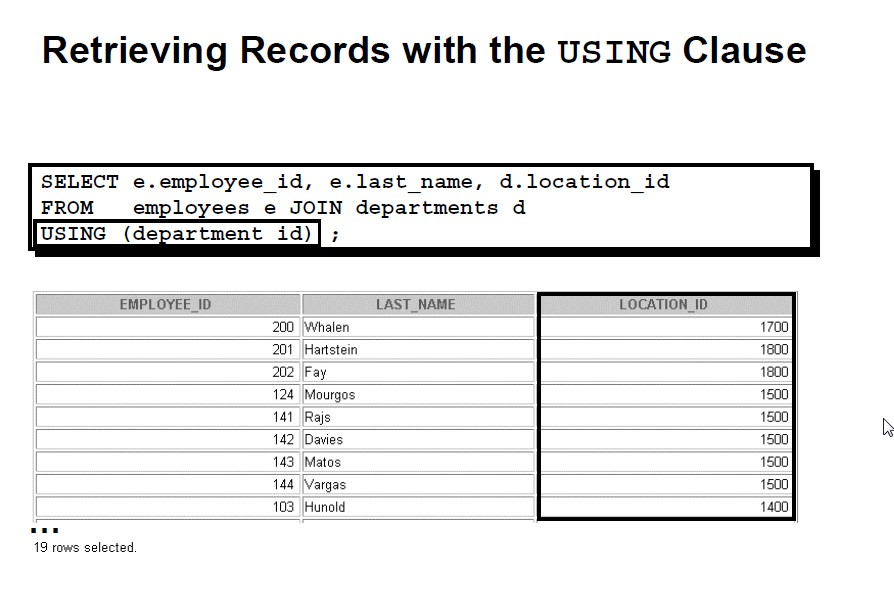 Retrieving Records with the USING Clause
SELECT e.employee_id, e.last_name, d.location_id
FROM employees e JOIN departments d
USING (department_id) ;
EMPLOYEE_ID LAST_NAME LOCATION_ID
200 Whalen 1700
201 Hartstein 1800
202 Fay 1800
124 Mourgos 1500
141 Rajs 1500
142 Davies 1500
143 Matos 1500
144 Vargas 1500
103 Hunold 1400
...
19 rows selected.